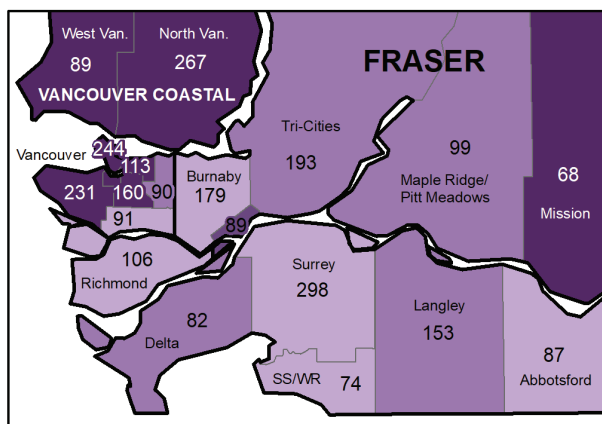 West Van.
North Van.
89
267
VANCOUVER COASTAL
FRASER
Tri-Cities
193
99
Maple Ridge/
Pitt Meadows
68
Mission
Vancouver
244
113
231
160
90
91
Burnaby
179
89
106
Richmond
Surrey
298
82
Delta
Langley
153
SS/WR
74
87
Abbotsford